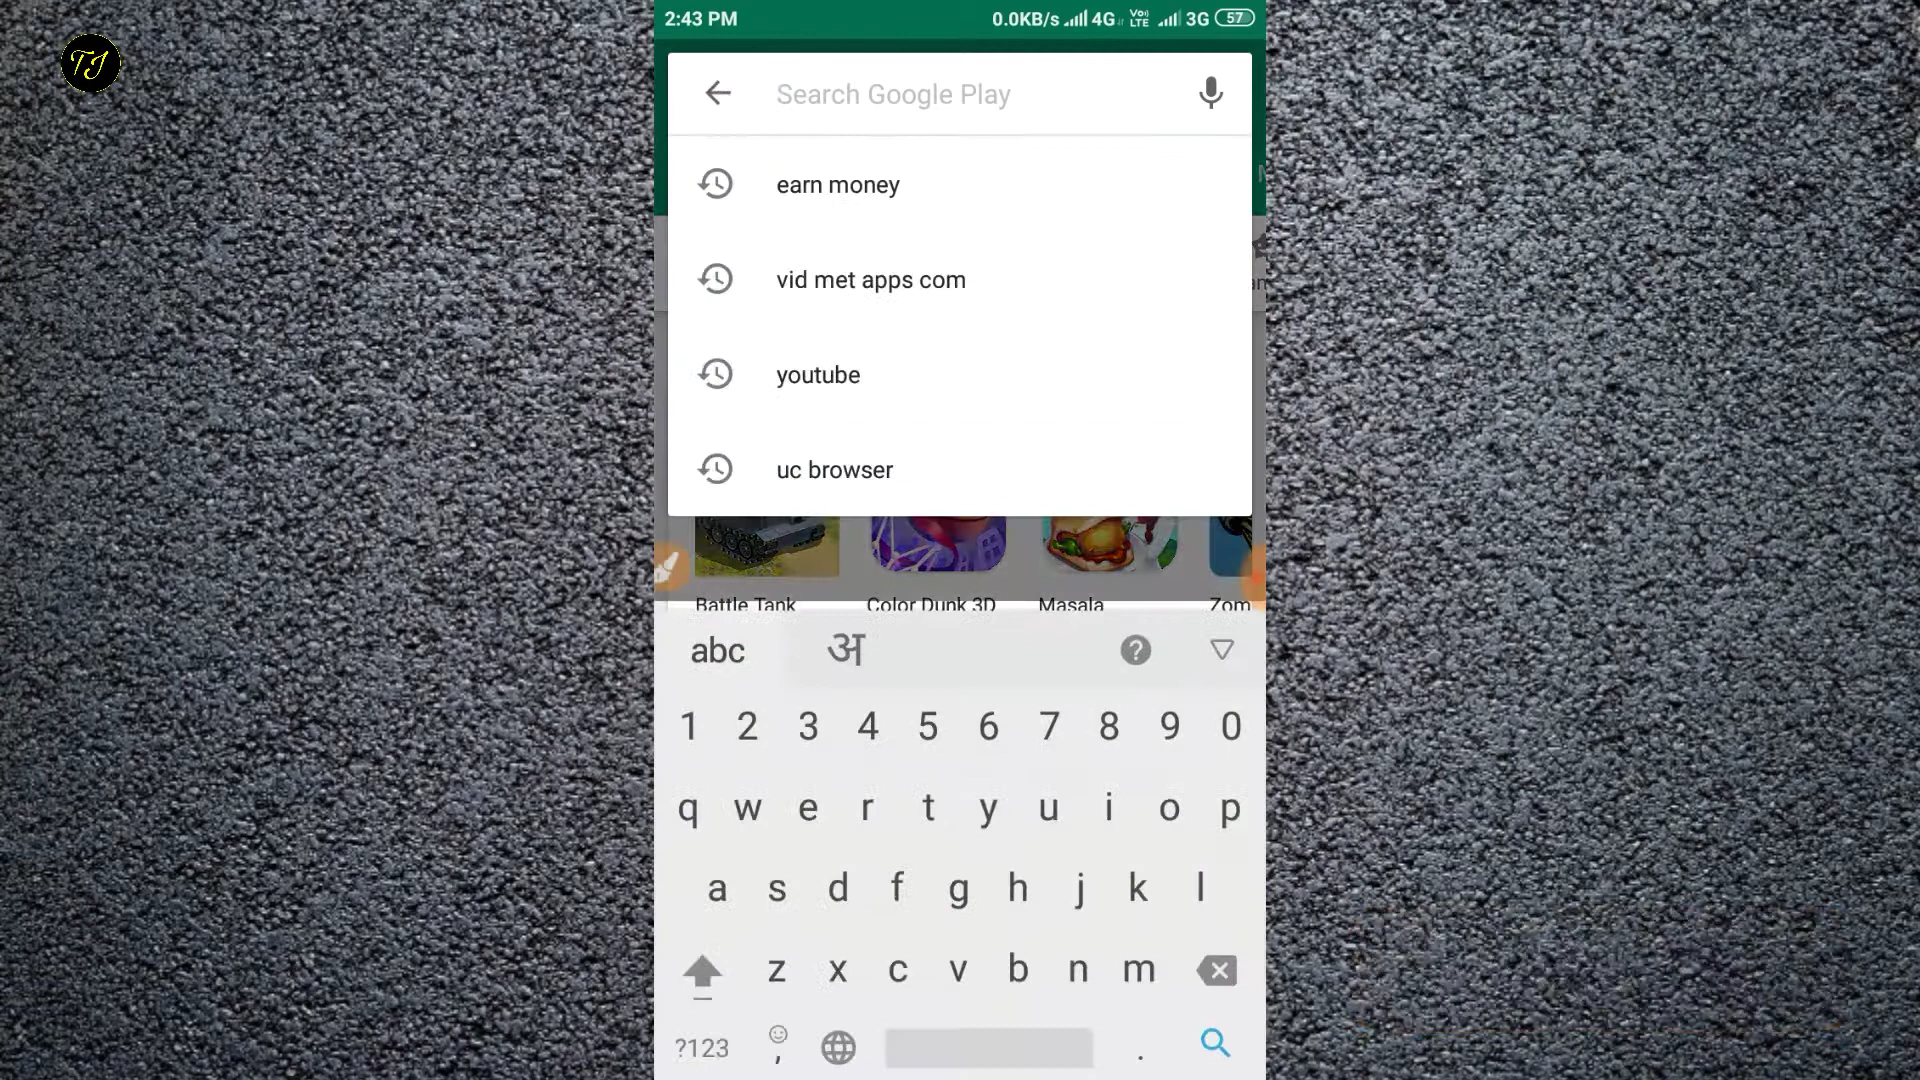 TJ
2:43 PM 0.0KB/s 4G Vo)) LTE 3G 57
Search Google Play
earn money
vid met apps com
youtube
uc browser
Battle Tank Color Dunk 3D Masala Zom
abc अ ?
1 2 3 4 5 6 7 8 9 0
q w e r t y u i o p
a s d f g h j k l
z x c v b n m
?123 , .